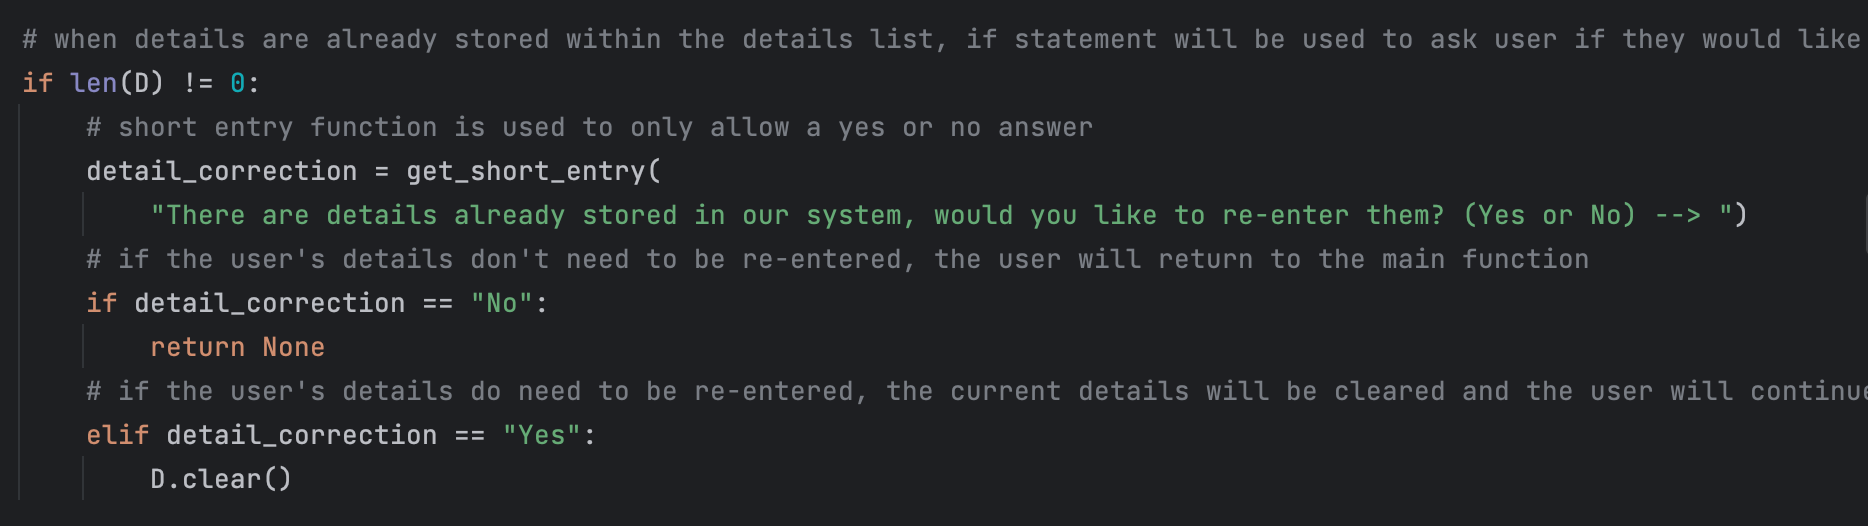 # when details are already stored within the details list, if statement will be used to ask user if they would like
if len(D) != 0:
# short entry function is used to only allow a yes or no answer
detail_correction = get_short_entry(
"There are details already stored in our system, would you like to re-enter them? (Yes or No) --> ")
# if the user's details don't need to be re-entered, the user will return to the main function
if detail_correction == "No":
return None
# if the user's details do need to be re-entered, the current details will be cleared and the user will continue
elif detail_correction == "Yes":
D.clear()